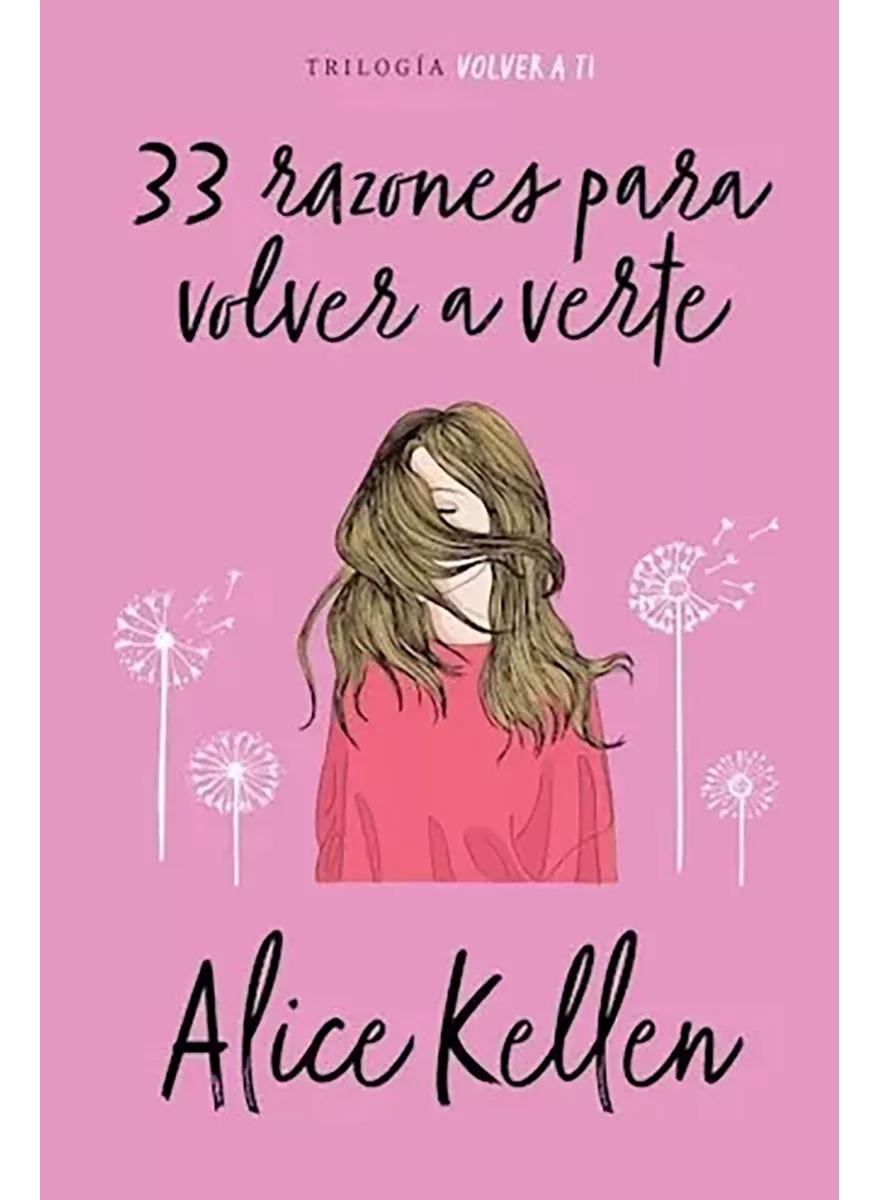 TRILOGÍA VOLVER A TI
33 razones para
volver a verte
Alice Kellen